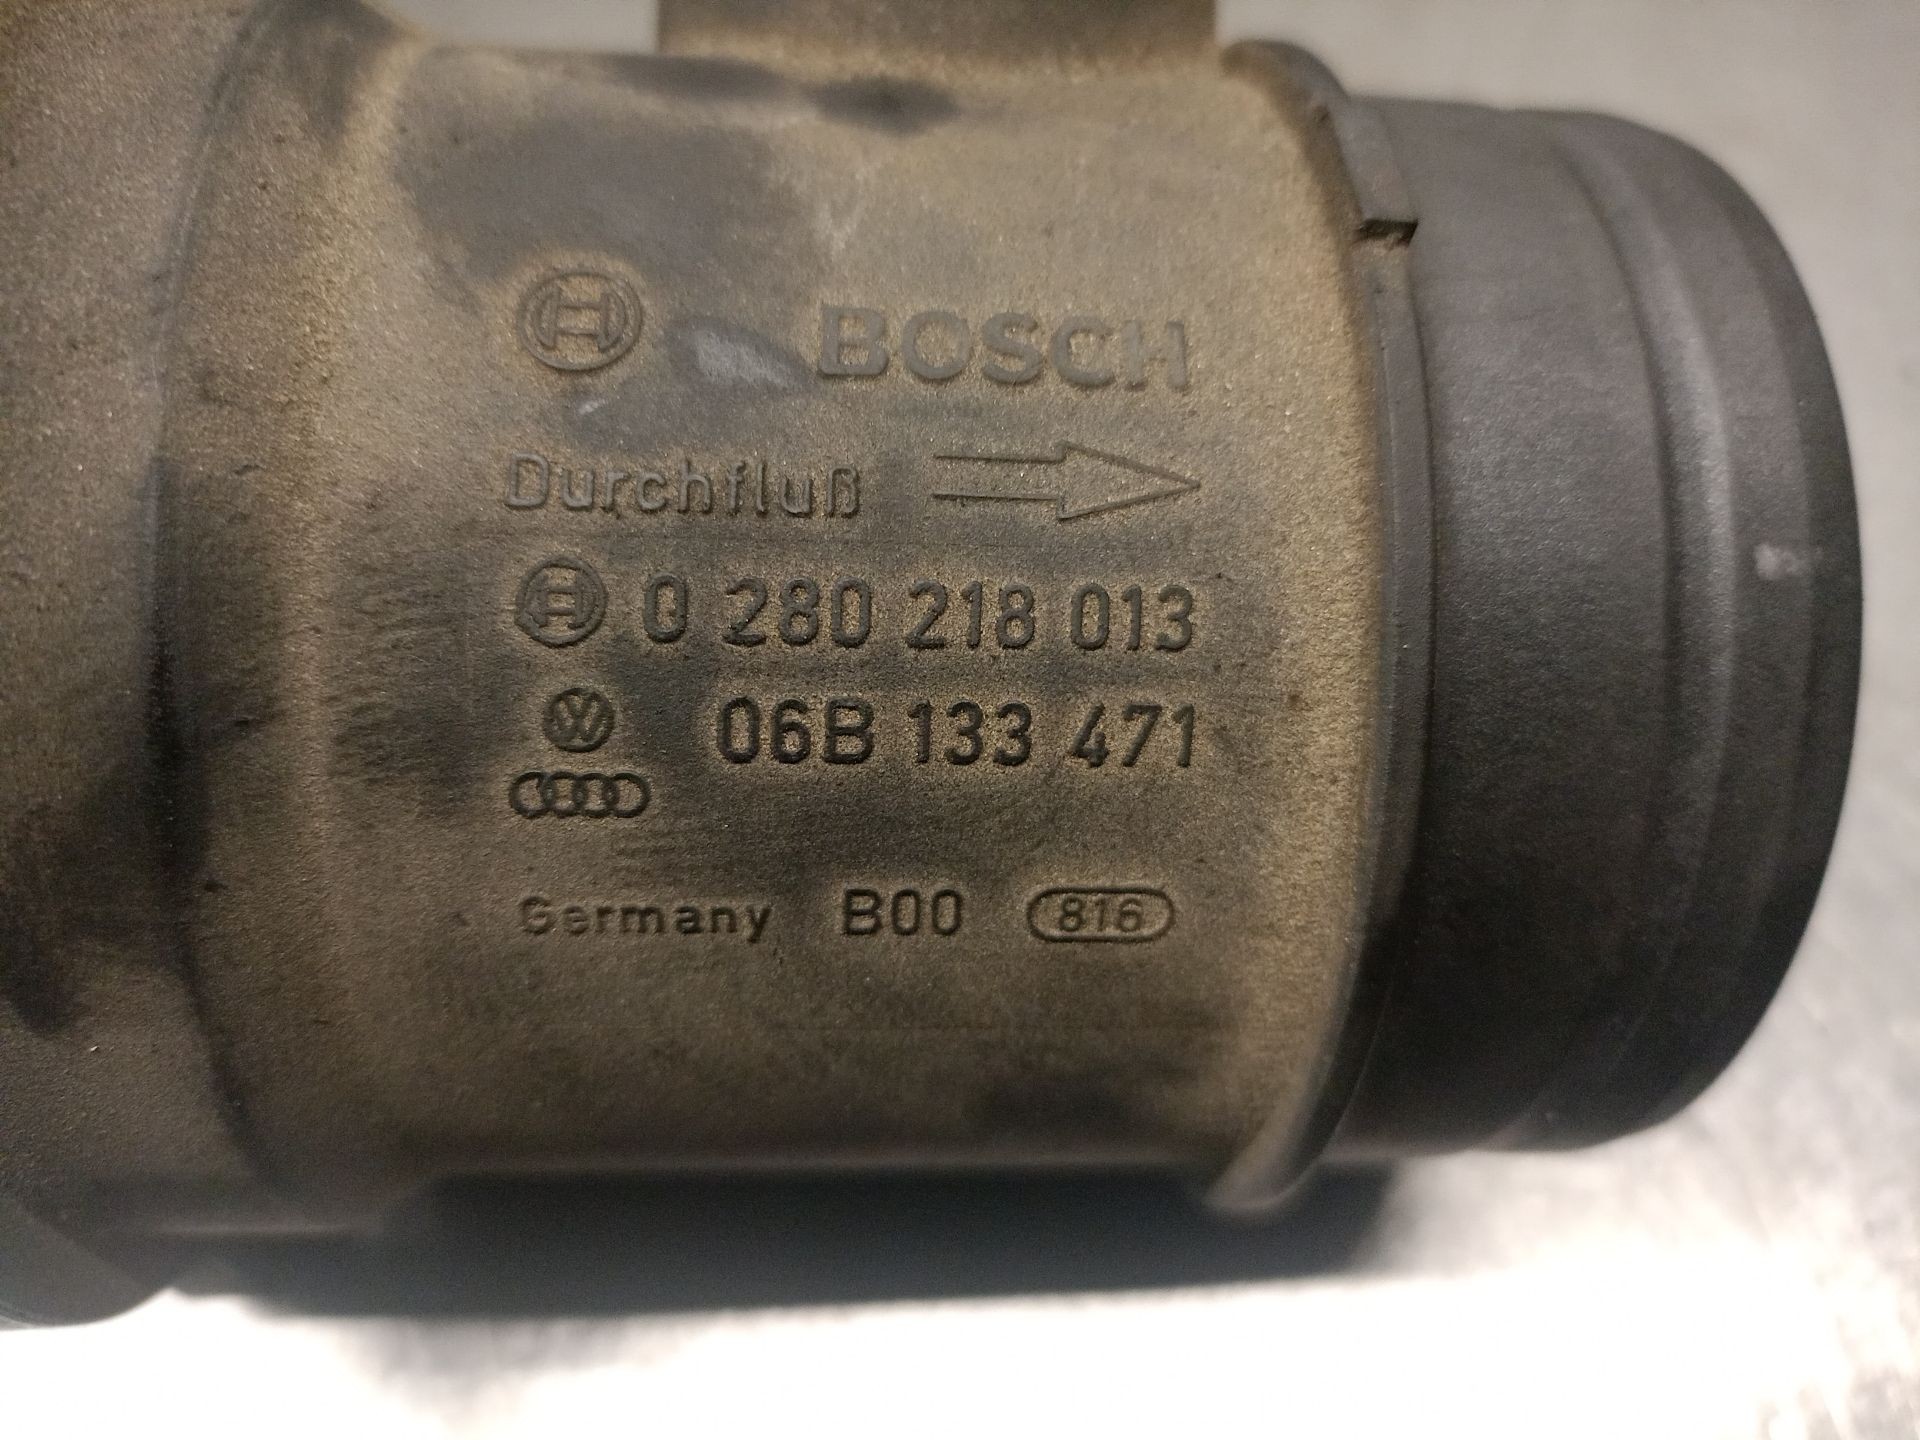 BOSCH
Durchfluß
0 280 218 013
06B 133 471
Germany B00 816